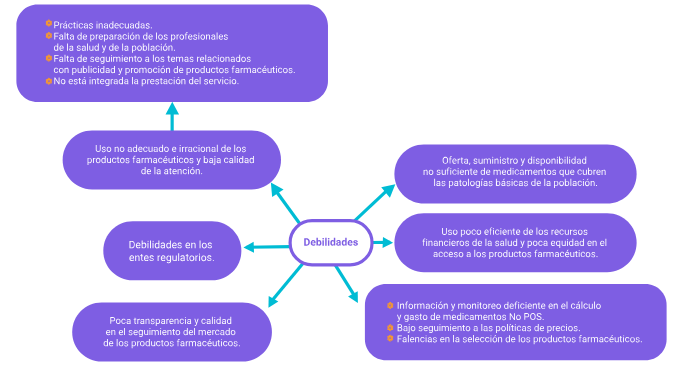 Prácticas inadecuadas.
Falta de preparación de los profesionales
de la salud y de la población.
Falta de seguimiento a los temas relacionados
con publicidad y promoción de productos farmacéuticos.
No está integrada la prestación del servicio.
Uso no adecuado e irracional de los
productos farmacéuticos y baja calidad
de la atención.
Oferta, suministro y disponibilidad
no suficiente de medicamentos que cubren
las patologías básicas de la población.
Debilidades en los
entes regulatorios.
Debilidades
Uso poco eficiente de los recursos
financieros de la salud y poca equidad en el
acceso a los productos farmacéuticos.
Poca transparencia y calidad
en el seguimiento del mercado
de los productos farmacéuticos.
Información y monitoreo deficiente en el cálculo
y gasto de medicamentos No POS.
Bajo seguimiento a las políticas de precios.
Falencias en la selección de los productos farmacéuticos.